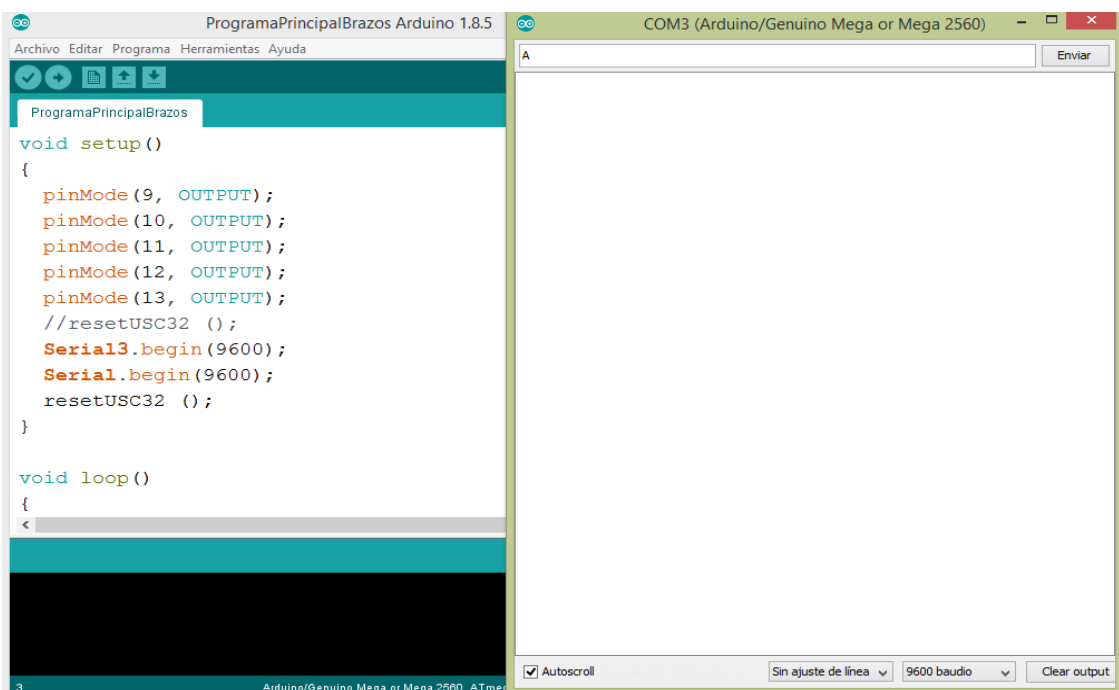 ProgramaPrincipalBrazos Arduino 1.8.5
Archivo Editar Programa Herramientas Ayuda
ProgramaPrincipalBrazos
void setup()
{
pinMode(9, OUTPUT);
pinMode(10, OUTPUT);
pinMode(11, OUTPUT);
pinMode(12, OUTPUT);
pinMode(13, OUTPUT);
//resetUSC32 ();
Serial3.begin(9600);
Serial.begin(9600);
resetUSC32 ();
}
void loop()
{
3
Arduino/Genuino Mega or Mega 2560, ATme
COM3 (Arduino/Genuino Mega or Mega 2560)
A
Enviar
Autoscroll
Sin ajuste de línea
9600 baudio
Clear output